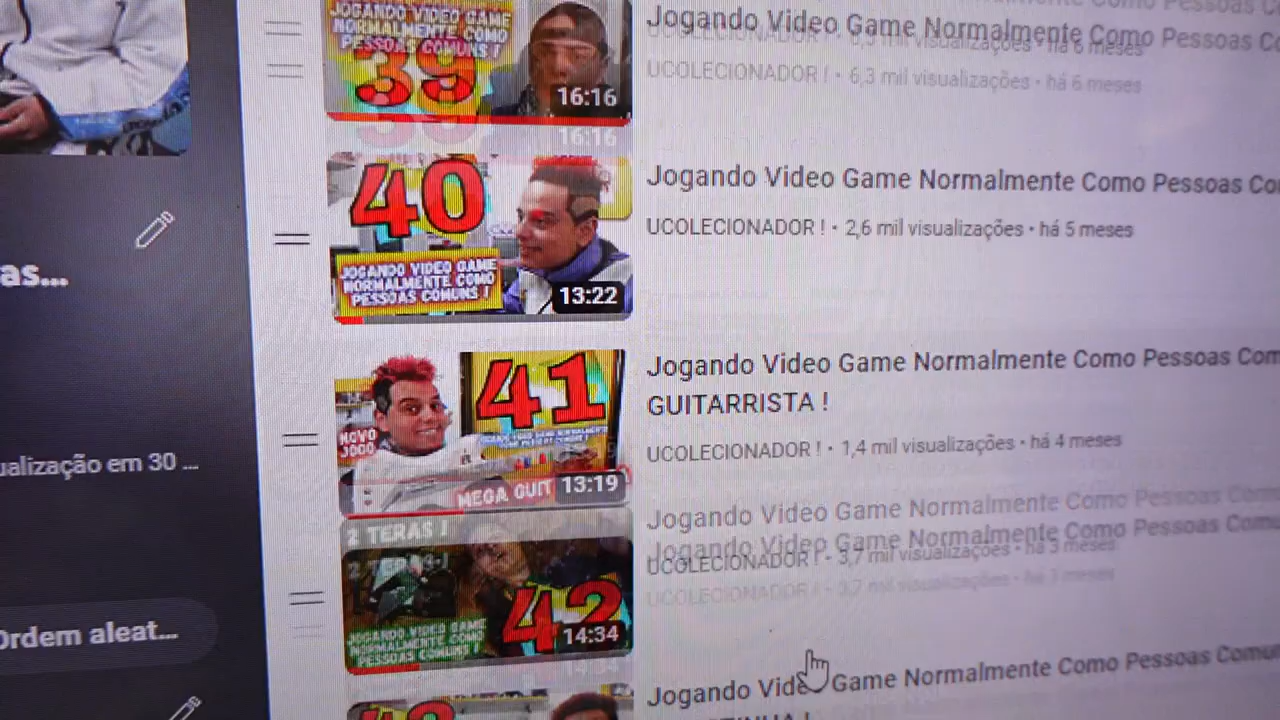 JOGANDO VIDEO GAME
NORMALMENTE COMO
PESSOAS COMUNS !
39
16:16
Jogando Video Game Normalmente Como Pessoas Co
UCOLECIONADOR ! • 6,3 mil visualizações • há 6 meses
40
JOGANDO VIDEO GAME
NORMALMENTE COMO
PESSOAS COMUNS !
13:22
Jogando Video Game Normalmente Como Pessoas Co
UCOLECIONADOR ! • 2,6 mil visualizações • há 5 meses
as...
41
NOVO
JOGO
MEGA GUIT
13:19
Jogando Video Game Normalmente Como Pessoas Com
GUITARRISTA !
UCOLECIONADOR ! • 1,4 mil visualizações • há 4 meses
ualização em 30 ...
2 TERAS !
42
JOGANDO VIDEO GAME
NORMALMENTE COMO
PESSOAS COMUNS !
14:34
Jogando Video Game Normalmente Como Pessoas Com
UCOLECIONADOR ! • 3,7 mil visualizações • há 3 meses
Ordem aleat...
Jogando Video Game Normalmente Como Pessoas Comu